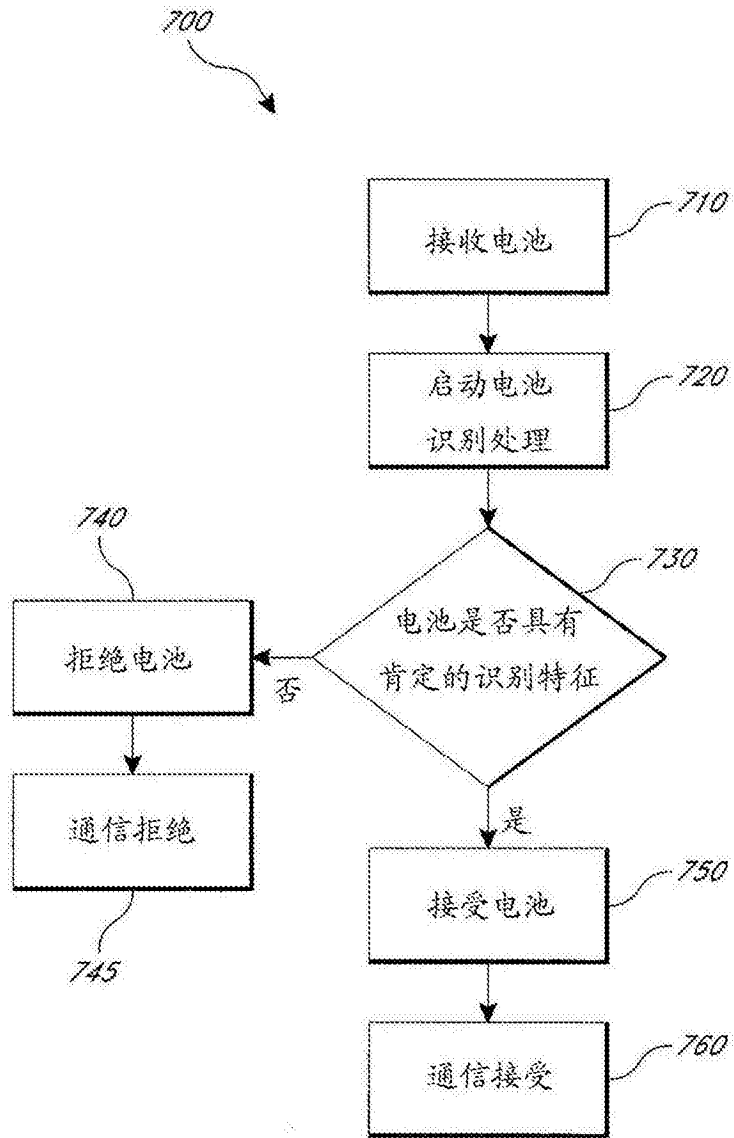 700
接收电池
710
启动电池
识别处理
720
电池是否具有
肯定的识别特征
730
否
740
拒绝电池
通信拒绝
745
是
接受电池
750
通信接受
760